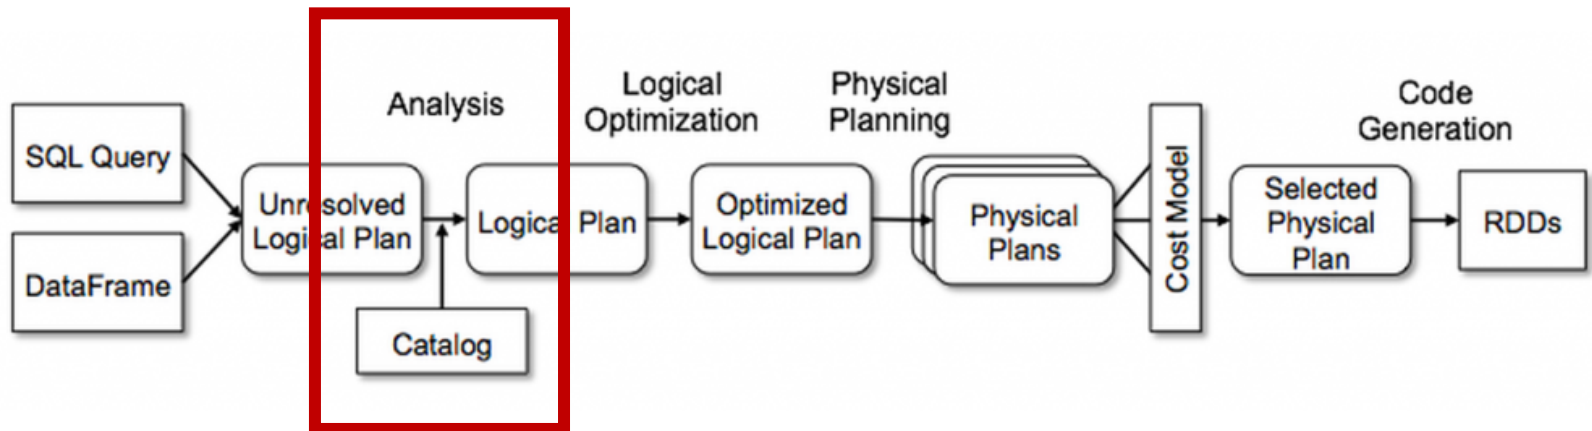 SQL Query
DataFrame
Analysis
Unresolved
Logical Plan
Catalog
Logical Plan
Logical
Optimization
Optimized
Logical Plan
Physical
Planning
Physical
Plans
Cost Model
Selected
Physical
Plan
Code
Generation
RDDs